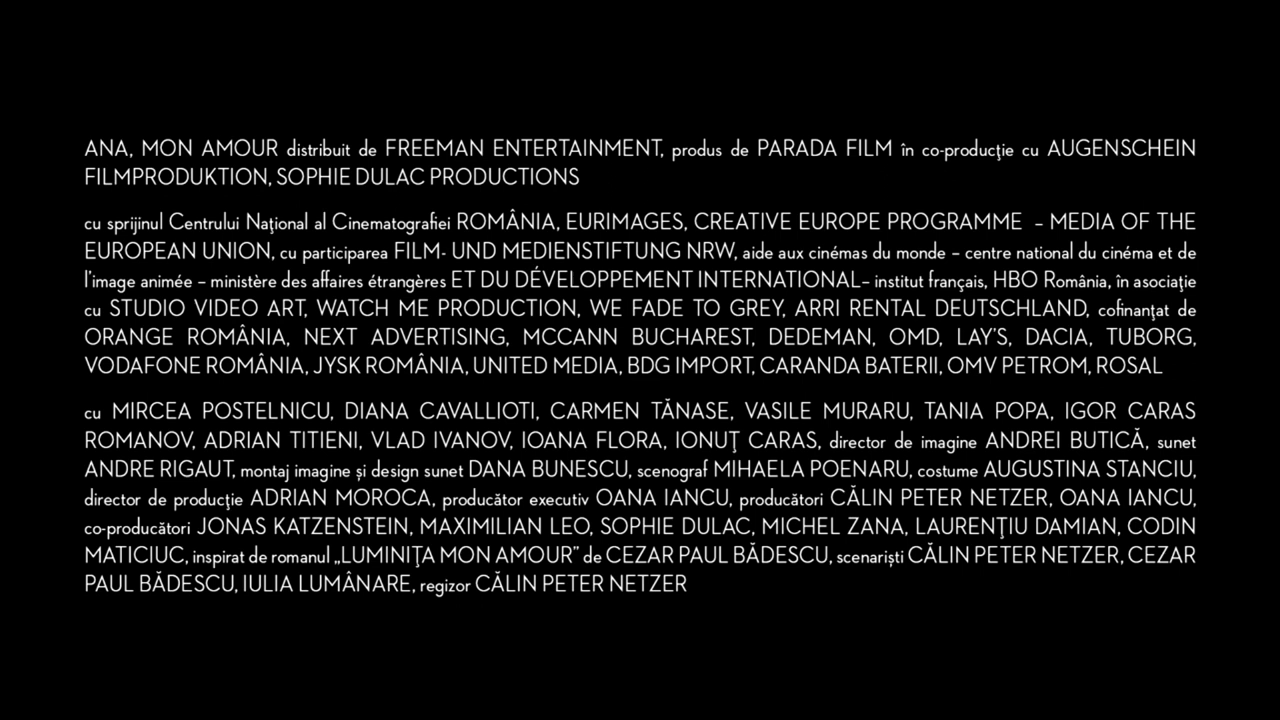 ANA, MON AMOUR distribuit de FREEMAN ENTERTAINMENT, produs de PARADA FILM în co-producţie cu AUGENSCHEIN
FILMPRODUKTION, SOPHIE DULAC PRODUCTIONS
cu sprijinul Centrului Naţional al Cinematografiei ROMÂNIA, EURIMAGES, CREATIVE EUROPE PROGRAMME – MEDIA OF THE
EUROPEAN UNION, cu participarea FILM- UND MEDIENSTIFTUNG NRW, aide aux cinémas du monde – centre national du cinéma et de
l'image animée – ministère des affaires étrangères ET DU DÉVELOPPEMENT INTERNATIONAL– institut français, HBO România, în asociaţie
cu STUDIO VIDEO ART, WATCH ME PRODUCTION, WE FADE TO GREY, ARRI RENTAL DEUTSCHLAND, cofinanţat de
ORANGE ROMÂNIA, NEXT ADVERTISING, MCCANN BUCHAREST, DEDEMAN, OMD, LAY'S, DACIA, TUBORG,
VODAFONE ROMÂNIA, JYSK ROMÂNIA, UNITED MEDIA, BDG IMPORT, CARANDA BATERII, OMV PETROM, ROSAL
cu MIRCEA POSTELNICU, DIANA CAVALLIOTI, CARMEN TĂNASE, VASILE MURARU, TANIA POPA, IGOR CARAS
ROMANOV, ADRIAN TITIENI, VLAD IVANOV, IOANA FLORA, IONUŢ CARAS, director de imagine ANDREI BUTICĂ, sunet
ANDRE RIGAUT, montaj imagine și design sunet DANA BUNESCU, scenograf MIHAELA POENARU, costume AUGUSTINA STANCIU,
director de producţie ADRIAN MOROCA, producător executiv OANA IANCU, producători CĂLIN PETER NETZER, OANA IANCU,
co-producători JONAS KATZENSTEIN, MAXIMILIAN LEO, SOPHIE DULAC, MICHEL ZANA, LAURENŢIU DAMIAN, CODIN
MATICIUC, inspirat de romanul „LUMINIŢA MON AMOUR” de CEZAR PAUL BĂDESCU, scenariști CĂLIN PETER NETZER, CEZAR
PAUL BĂDESCU, IULIA LUMÂNARE, regizor CĂLIN PETER NETZER